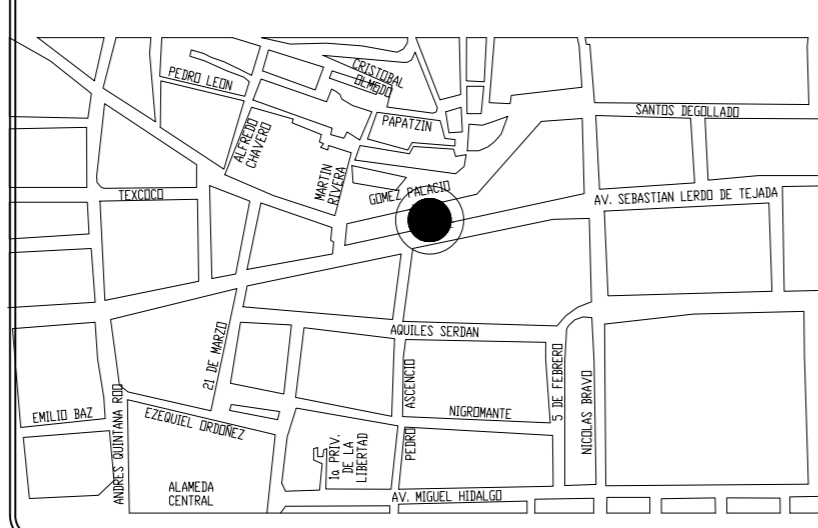 PEDRO LEON
CRISTOBAL
OLMEDO
PAPATZIN
SANTOS DEGOLLADO
ALFREDO
CHAVERO
MARTIN
RIVERA
GOMEZ PALACIO
TEXCOCO
AV. SEBASTIAN LERDO DE TEJADA
21 DE MARZO
AQUILES SERDAN
ASCENCIO
5 DE FEBRERO
NICOLAS BRAVO
EMILIO BAZ
ANDRES QUINTANA ROO
EZEQUIEL ORDOÑEZ
NIGROMANTE
1a PRIV.
DE LA
LIBERTAD
PEDRO
ALAMEDA
CENTRAL
AV. MIGUEL HIDALGO